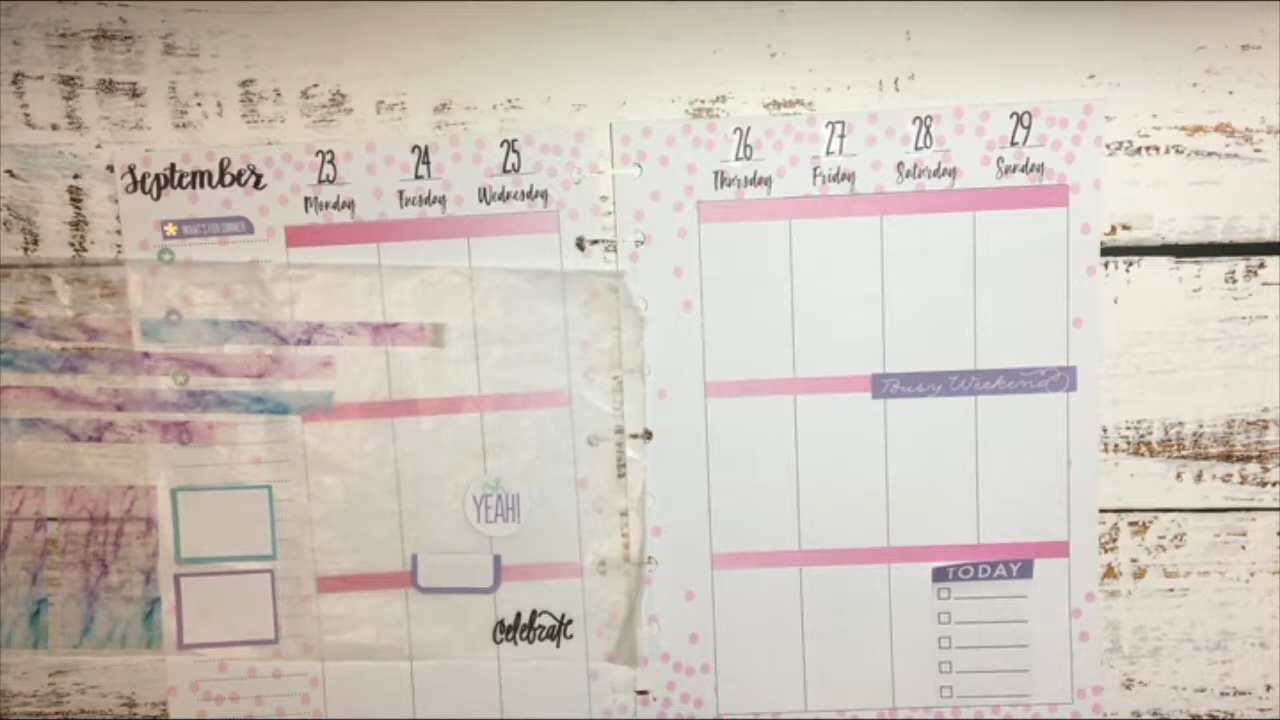 September
23
Monday
24
Tuesday
25
Wednesday
26
Thursday
27
Friday
28
Saturday
29
Sunday
WHAT'S FOR DINNER
Busy Weekend
YEAH!
TODAY
celebrate